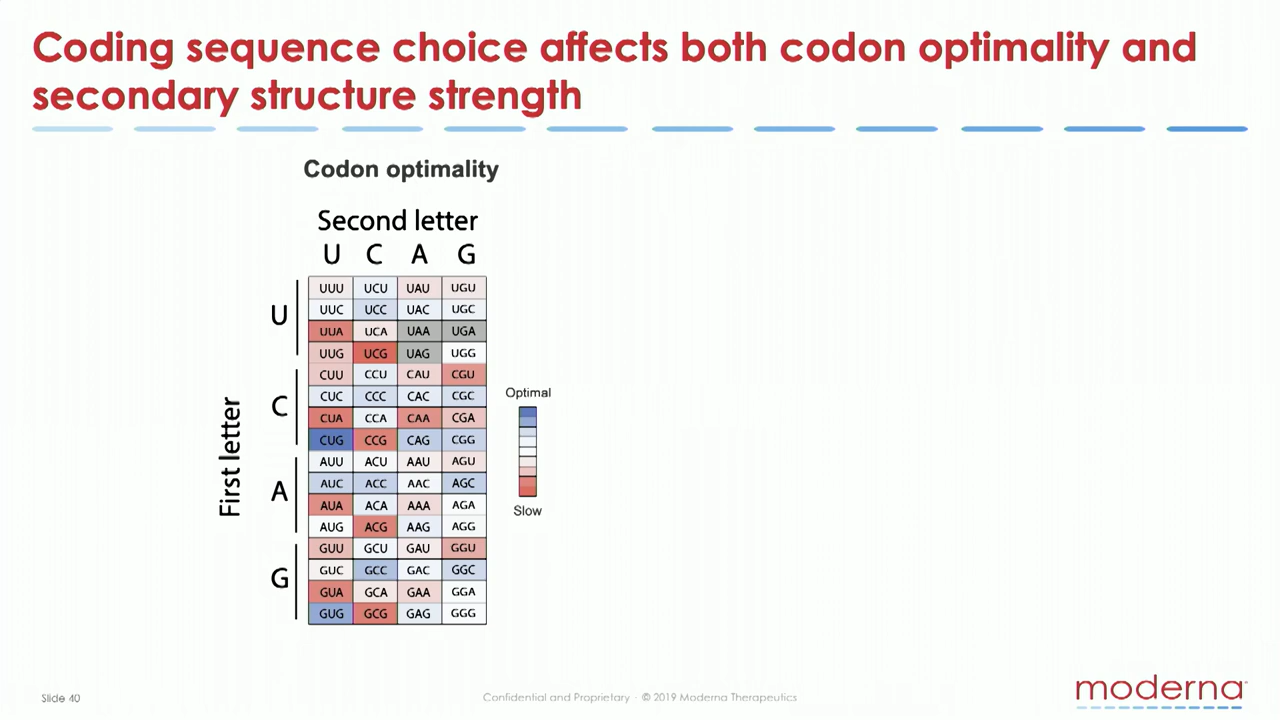 Coding sequence choice affects both codon optimality and
secondary structure strength
Codon optimality
Second letter
U C A G
First letter
U
UUU UCU UAU UGU
UUC UCC UAC UGC
UUA UCA UAA UGA
UUG UCG UAG UGG
C
CUU CCU CAU CGU
CUC CCC CAC CGC
CUA CCA CAA CGA
CUG CCG CAG CGG
A
AUU ACU AAU AGU
AUC ACC AAC AGC
AUA ACA AAA AGA
AUG ACG AAG AGG
G
GUU GCU GAU GGU
GUC GCC GAC GGC
GUA GCA GAA GGA
GUG GCG GAG GGG
Optimal
Slow
Slide 40
Confidential and Proprietary · © 2019 Moderna Therapeutics
moderna